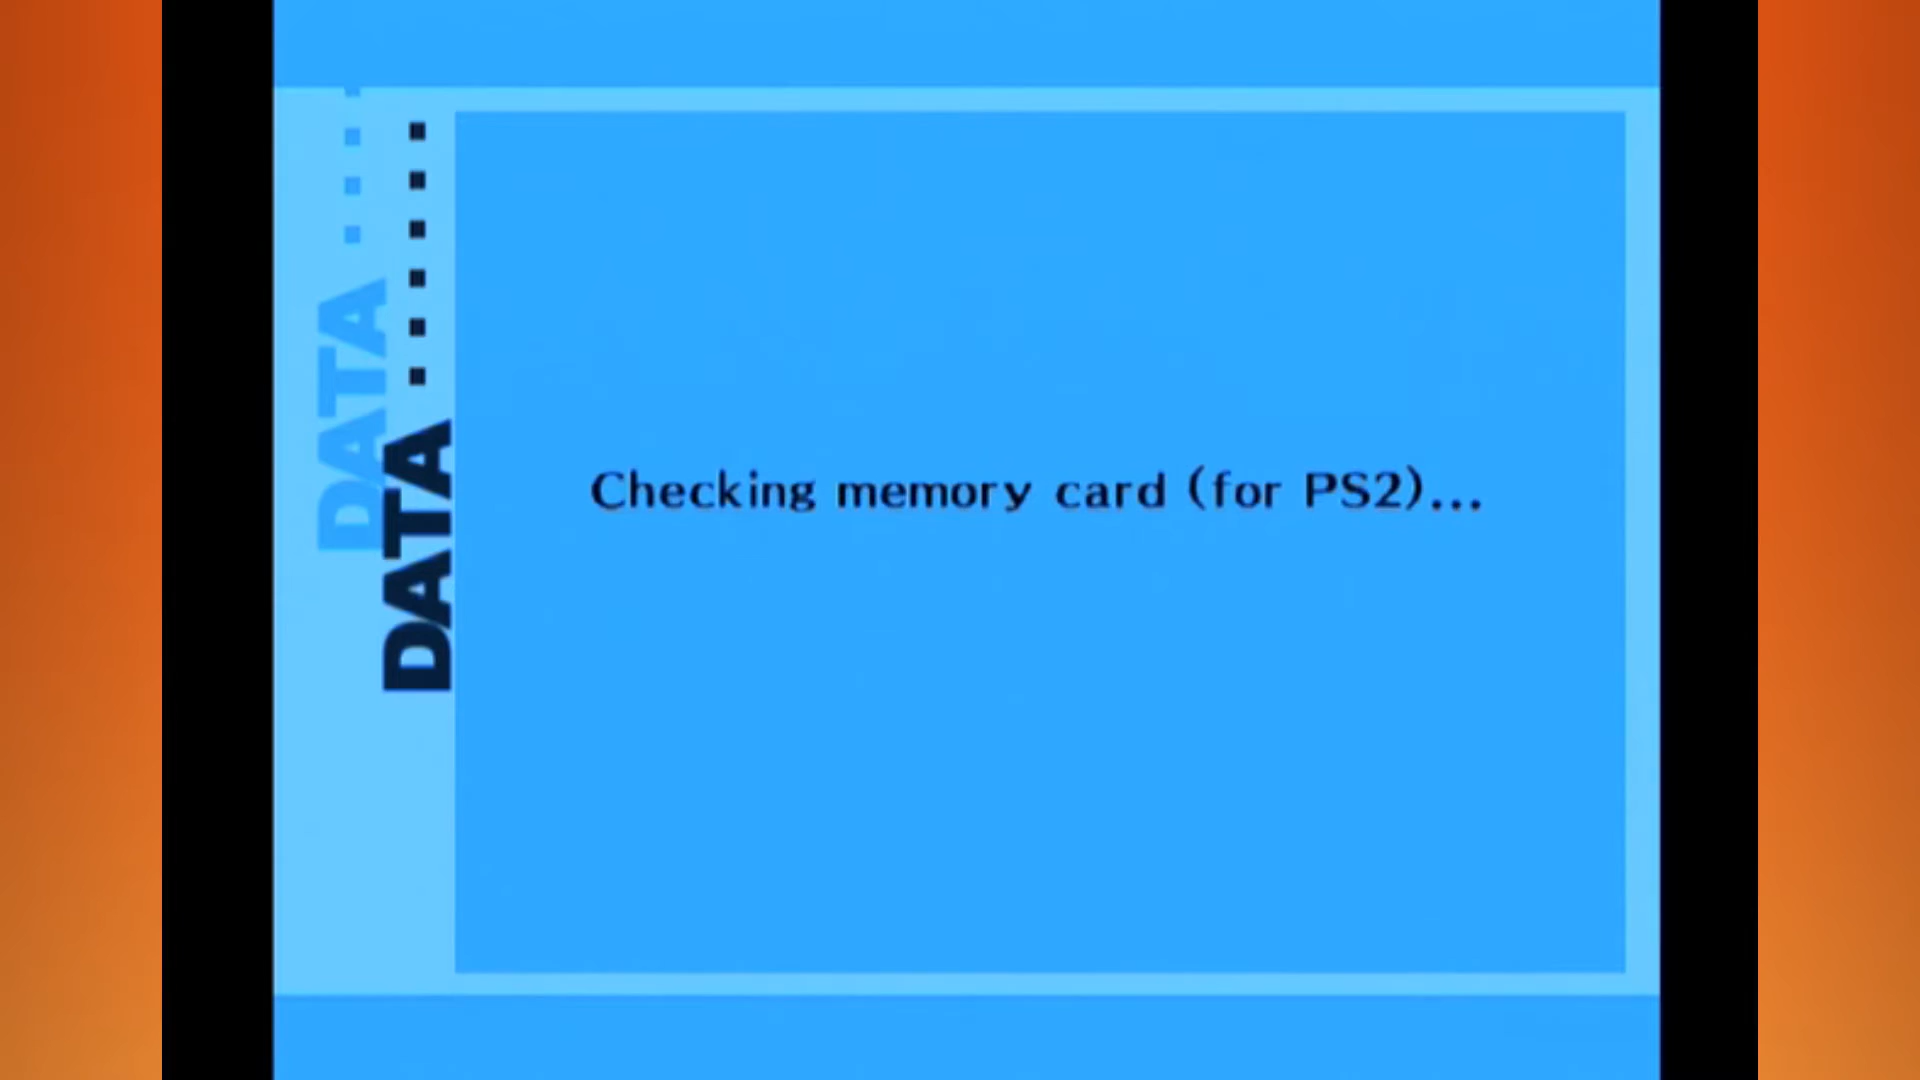 DATA ......
DATA ....
Checking memory card (for PS2)...